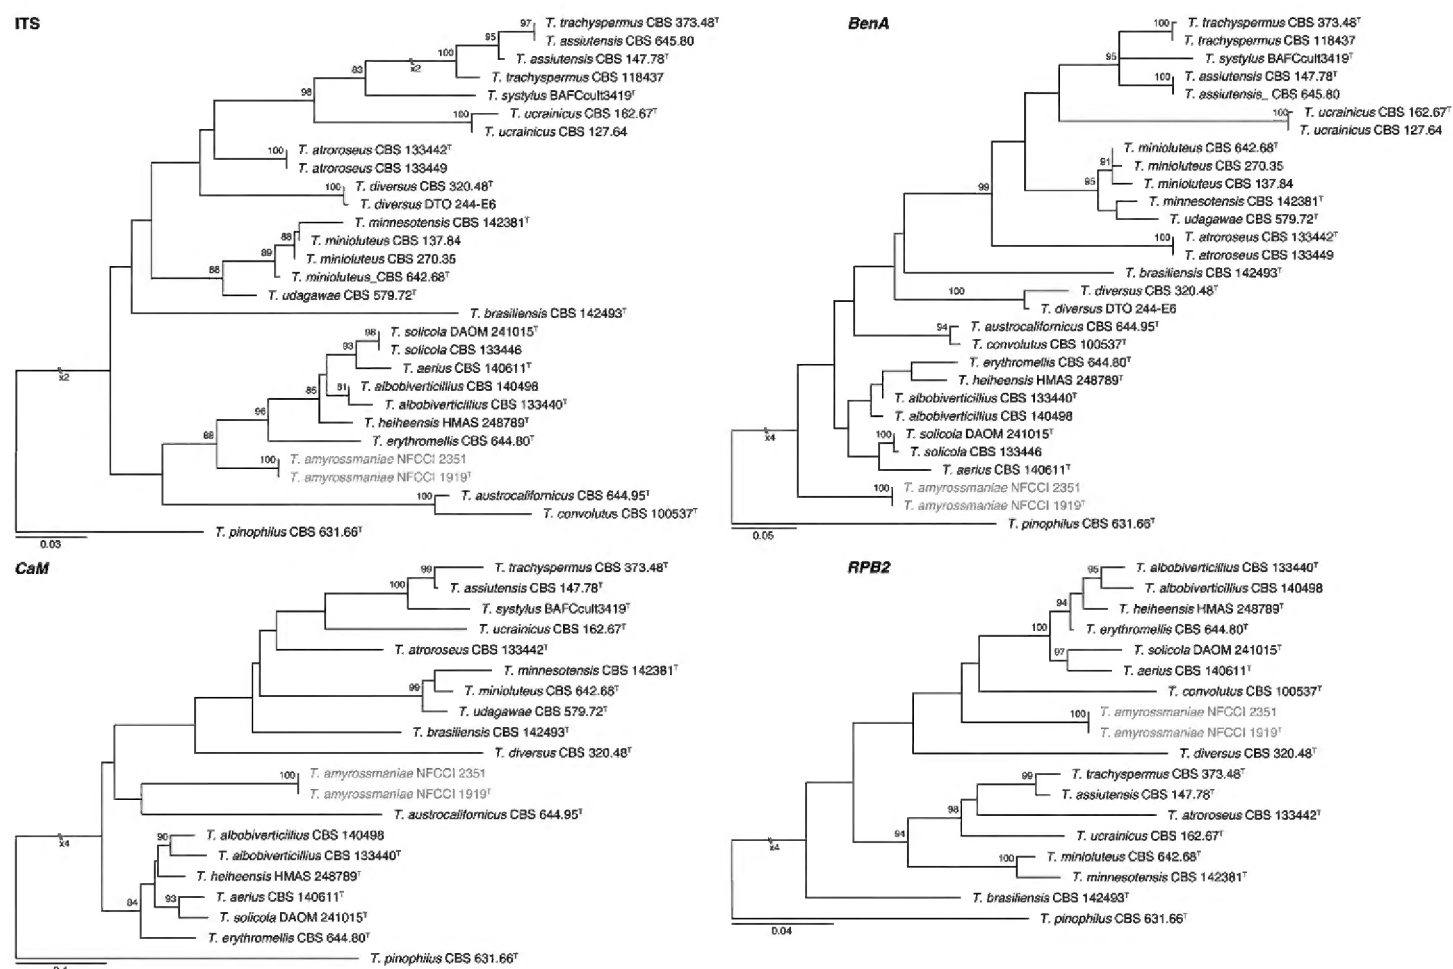 ITS
97
T. trachyspermus CBS 373.48ᵀ
95
T. assiutensis CBS 645.80
100
T. assiutensis CBS 147.78ᵀ
83
x2
T. trachyspermus CBS 118437
98
T. systylus BAFCcult3419ᵀ
100
T. ucrainicus CBS 162.67ᵀ
T. ucrainicus CBS 127.64
100
T. atroroseus CBS 133442ᵀ
T. atroroseus CBS 133449
100
T. diversus CBS 320.48ᵀ
T. diversus DTO 244-E6
T. minnesotensis CBS 142381ᵀ
88
T. minioluteus CBS 137.84
89
T. minioluteus CBS 270.35
88
T. minioluteus_CBS 642.68ᵀ
T. udagawae CBS 579.72ᵀ
T. brasiliensis CBS 142493ᵀ
98
T. solicola DAOM 241015ᵀ
93
T. solicola CBS 133446
T. aerius CBS 140611ᵀ
x2
85
81
T. albobiverticillius CBS 140498
T. albobiverticillius CBS 133440ᵀ
96
T. heiheensis HMAS 248789ᵀ
88
T. erythromellis CBS 644.80ᵀ
100
T. amyrossmaniae NFCCI 2351
T. amyrossmaniae NFCCI 1919ᵀ
100
T. austrocalifornicus CBS 644.95ᵀ
T. convolutus CBS 100537ᵀ
T. pinophilus CBS 631.66ᵀ
0.03
BenA
100
T. trachyspermus CBS 373.48ᵀ
T. trachyspermus CBS 118437
95
T. systylus BAFCcult3419ᵀ
100
T. assiutensis CBS 147.78ᵀ
T. assiutensis_ CBS 645.80
100
T. ucrainicus CBS 162.67ᵀ
T. ucrainicus CBS 127.64
T. minioluteus CBS 642.68ᵀ
91
T. minioluteus CBS 270.35
95
T. minioluteus CBS 137.84
99
T. minnesotensis CBS 142381ᵀ
T. udagawae CBS 579.72ᵀ
100
T. atroroseus CBS 133442ᵀ
T. atroroseus CBS 133449
T. brasiliensis CBS 142493ᵀ
100
T. diversus CBS 320.48ᵀ
T. diversus DTO 244-E6
94
T. austrocalifornicus CBS 644.95ᵀ
T. convolutus CBS 100537ᵀ
T. erythromellis CBS 644.80ᵀ
T. heiheensis HMAS 248789ᵀ
T. albobiverticillius CBS 133440ᵀ
T. albobiverticillius CBS 140498
x4
100
T. solicola DAOM 241015ᵀ
T. solicola CBS 133446
T. aerius CBS 140611ᵀ
100
T. amyrossmaniae NFCCI 2351
T. amyrossmaniae NFCCI 1919ᵀ
T. pinophilus CBS 631.66ᵀ
0.05
CaM
99
T. trachyspermus CBS 373.48ᵀ
100
T. assiutensis CBS 147.78ᵀ
T. systylus BAFCcult3419ᵀ
T. ucrainicus CBS 162.67ᵀ
T. atroroseus CBS 133442ᵀ
T. minnesotensis CBS 142381ᵀ
99
T. minioluteus CBS 642.68ᵀ
T. udagawae CBS 579.72ᵀ
T. brasiliensis CBS 142493ᵀ
T. diversus CBS 320.48ᵀ
100
T. amyrossmaniae NFCCI 2351
T. amyrossmaniae NFCCI 1919ᵀ
T. austrocalifornicus CBS 644.95ᵀ
x4
90
T. albobiverticillius CBS 140498
T. albobiverticillius CBS 133440ᵀ
T. heiheensis HMAS 248789ᵀ
84
93
T. aerius CBS 140611ᵀ
T. solicola DAOM 241015ᵀ
T. erythromellis CBS 644.80ᵀ
T. pinophilus CBS 631.66ᵀ
RPB2
95
T. albobiverticillius CBS 133440ᵀ
T. albobiverticillius CBS 140498
94
T. heiheensis HMAS 248789ᵀ
100
T. erythromellis CBS 644.80ᵀ
97
T. solicola DAOM 241015ᵀ
T. aerius CBS 140611ᵀ
T. convolutus CBS 100537ᵀ
100
T. amyrossmaniae NFCCI 2351
T. amyrossmaniae NFCCI 1919ᵀ
T. diversus CBS 320.48ᵀ
99
T. trachyspermus CBS 373.48ᵀ
T. assiutensis CBS 147.78ᵀ
98
T. atroroseus CBS 133442ᵀ
94
T. ucrainicus CBS 162.67ᵀ
x4
100
T. minioluteus CBS 642.68ᵀ
T. minnesotensis CBS 142381ᵀ
T. brasiliensis CBS 142493ᵀ
T. pinophilus CBS 631.66ᵀ
0.04